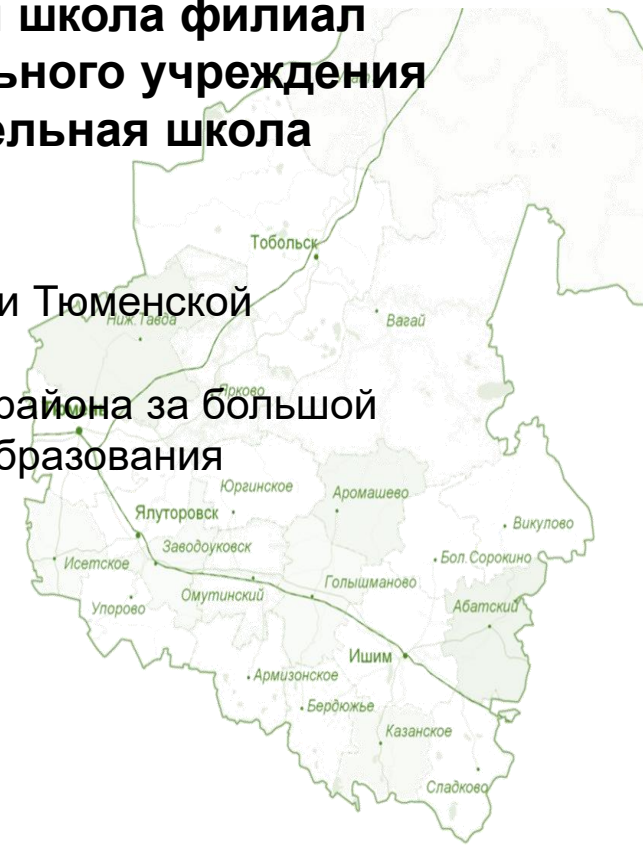 школа филиал
ьного учреждения
ельная школа
Тобольск
и Тюменской
Ниж.Тавда
Вагай
Ярково
Тюмень
района за большой
бразования
Юргинское
Аромашево
Ялуторовск
Викулово
Заводоуковск
Бол.Сорокино
Исетское
Голышманово
Омутинский
Абатский
Упорово
Ишим
Армизонское
Бердюжье
Казанское
Сладково